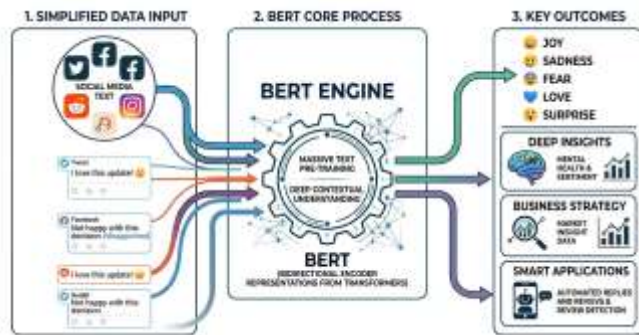 1. SIMPLIFIED DATA INPUT
SOCIAL MEDIA
TEXT
Tweet
I love this update!
Facebook
Not happy with this
decision
I love this update!
Reddit
Not happy with this
decision
2. BERT CORE PROCESS
BERT ENGINE
MASSIVE TEXT
PRE-TRAINING
DEEP CONTEXTUAL
UNDERSTANDING
BERT
(BIDIRECTIONAL ENCODER
REPRESENTATIONS FROM TRANSFORMERS)
3. KEY OUTCOMES
JOY
SADNESS
FEAR
LOVE
SURPRISE
DEEP INSIGHTS
MENTAL
HEALTH &
SENTIMENT
BUSINESS STRATEGY
MARKET
INSIGHT
DATA
SMART APPLICATIONS
AUTOMATED REPLIES
AND
REVIEW DETECTION